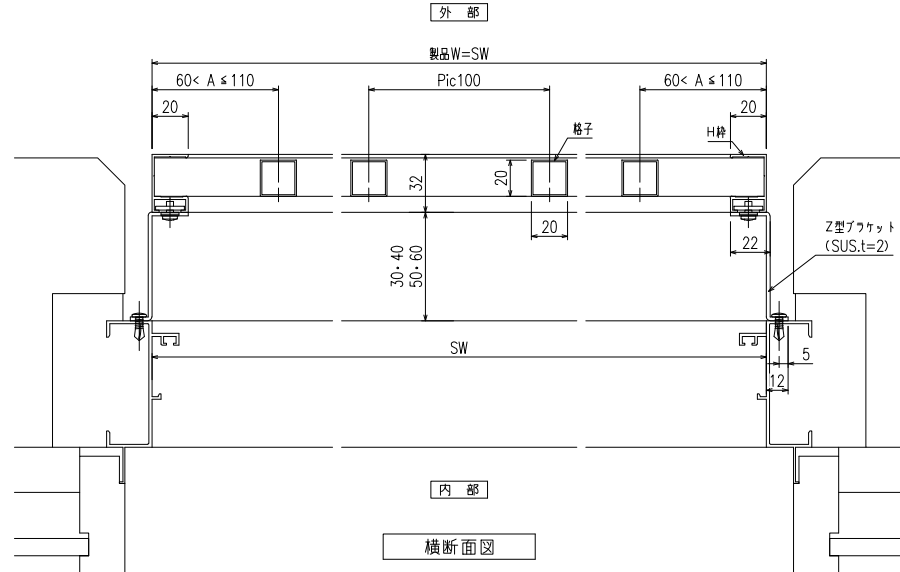 外 部
製品W=SW
60< A ≤110
Pic100
60< A ≤110
20
20
格子
H枠
32
20
20
22
Z型ブラケット
(SUS.t=2)
30・40
50・60
SW
5
12
内 部
横断面図